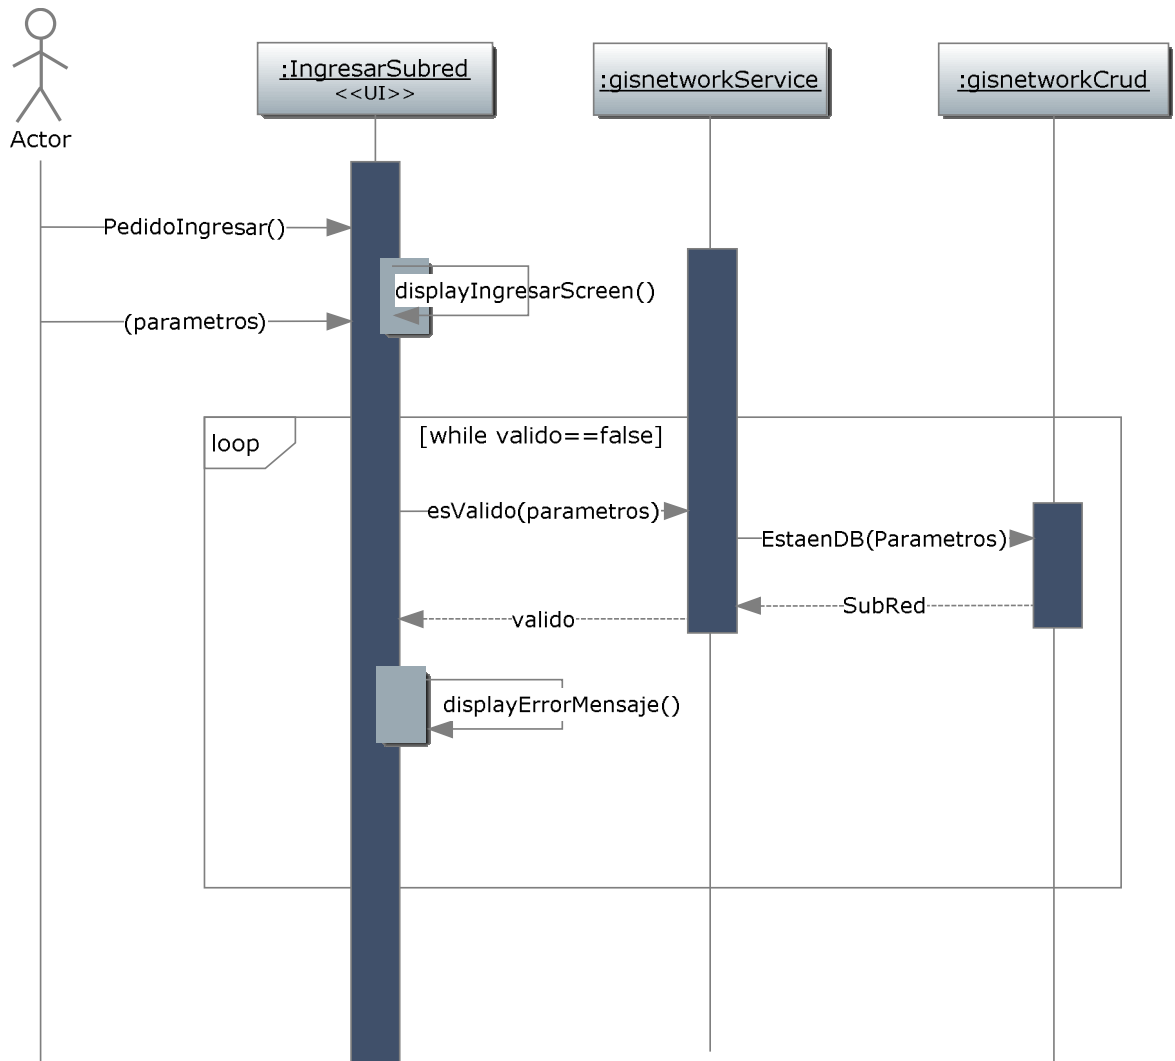 :IngresarSubred
<<UI>>
:gisnetworkService
:gisnetworkCrud
Actor
PedidoIngresar()
displayIngresarScreen()
(parametros)
loop
[while valido==false]
esValido(parametros)
EstaenDB(Parametros)
SubRed
valido
displayErrorMensaje()